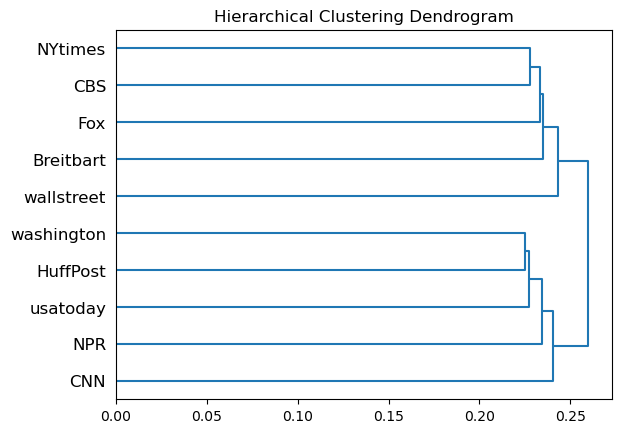 Hierarchical Clustering Dendrogram
NYtimes
CBS
Fox
Breitbart
wallstreet
washington
HuffPost
usatoday
NPR
CNN
0.00 0.05 0.10 0.15 0.20 0.25